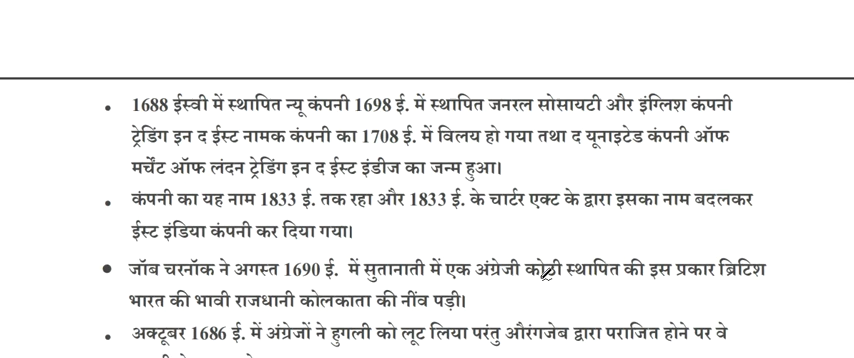 • 1688 ईस्वी में स्थापित न्यू कंपनी 1698 ई. में स्थापित जनरल सोसायटी और इंग्लिश कंपनी
ट्रेडिंग इन द ईस्ट नामक कंपनी का 1708 ई. में विलय हो गया तथा द यूनाइटेड कंपनी ऑफ
मर्चेंट ऑफ लंदन ट्रेडिंग इन द ईस्ट इंडीज का जन्म हुआ।
• कंपनी का यह नाम 1833 ई. तक रहा और 1833 ई. के चार्टर एक्ट के द्वारा इसका नाम बदलकर
ईस्ट इंडिया कंपनी कर दिया गया।
• जॉब चरनॉक ने अगस्त 1690 ई. में सुतानाती में एक अंग्रेजी कोठी स्थापित की इस प्रकार ब्रिटिश
भारत की भावी राजधानी कोलकाता की नींव पड़ी।
• अक्टूबर 1686 ई. में अंग्रेजों ने हुगली को लूट लिया परंतु औरंगजेब द्वारा पराजित होने पर वे